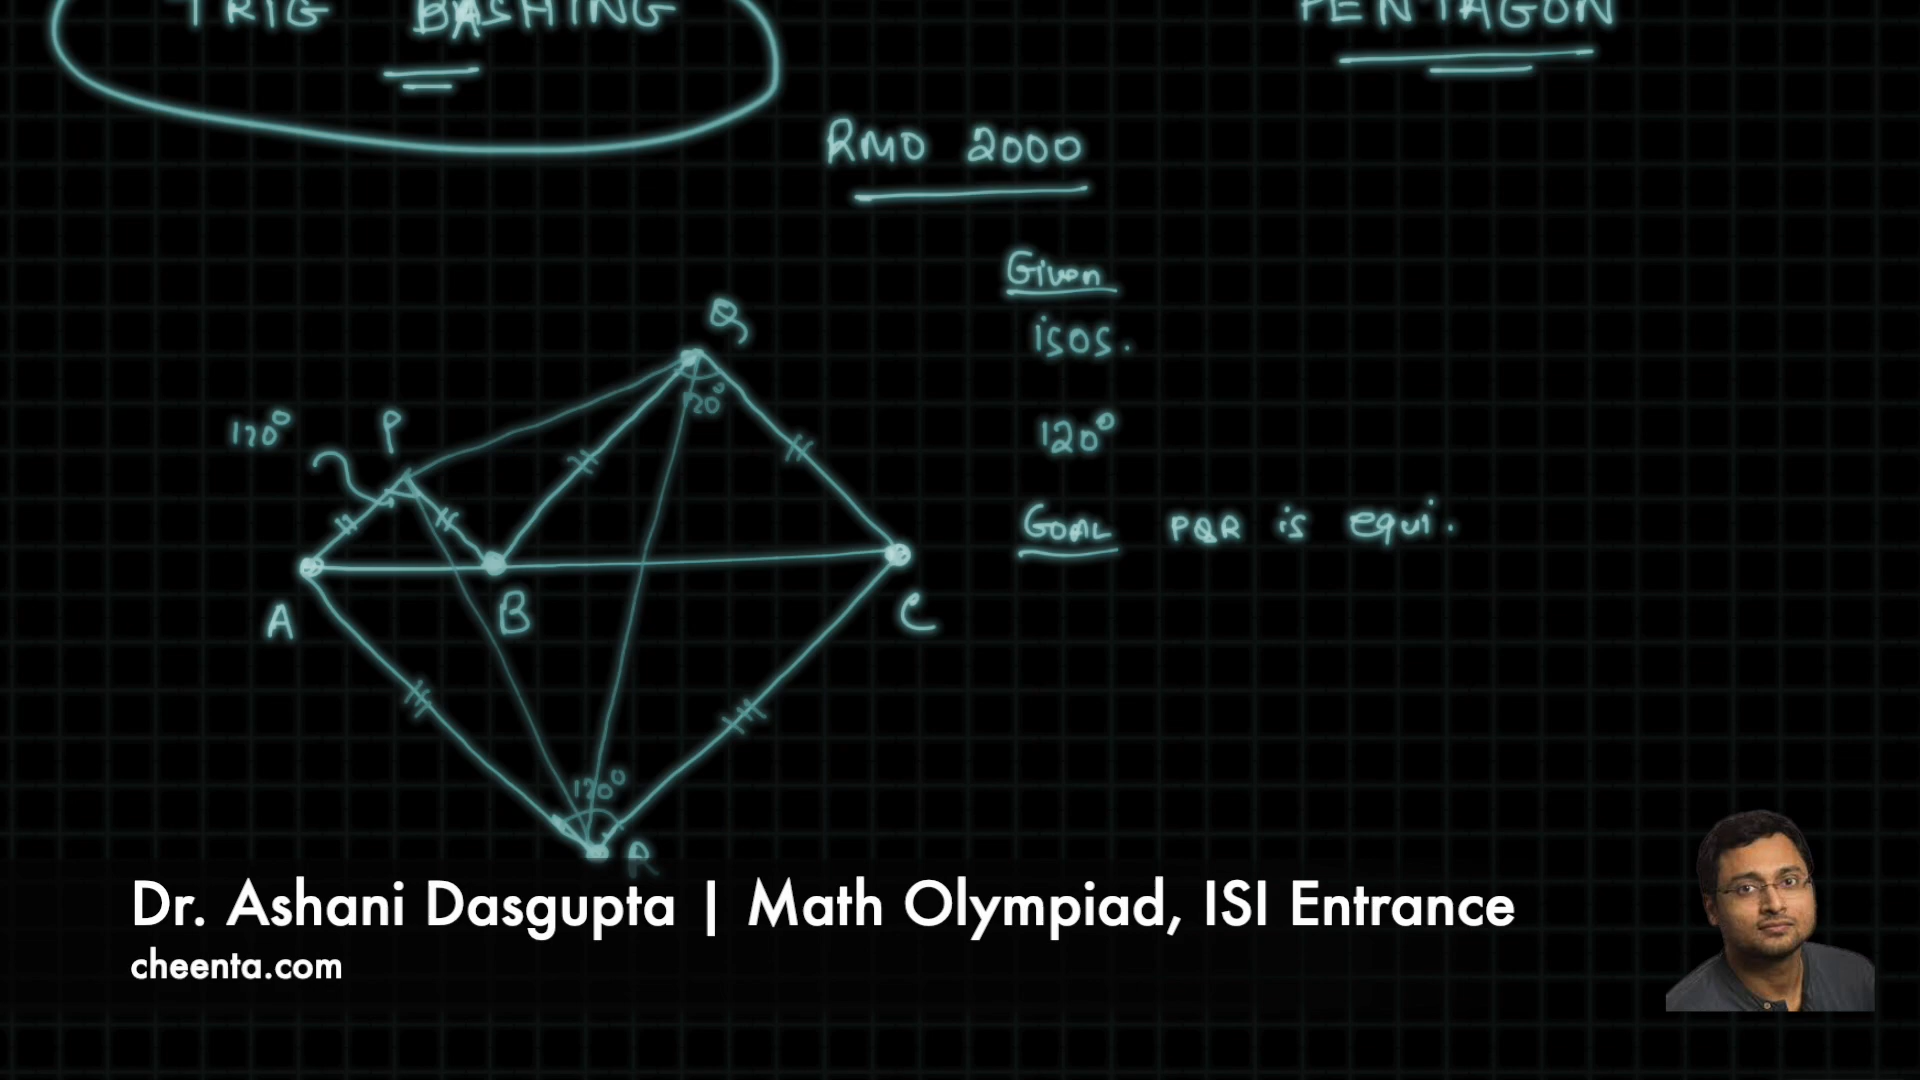 TRIG BASHING
PENTAGON
RMO 2000
Given
isos.
120°
GOAL PQR is equi.
Q
120°
P
120°
A
B
C
120°
R
Dr. Ashani Dasgupta | Math Olympiad, ISI Entrance
cheenta.com